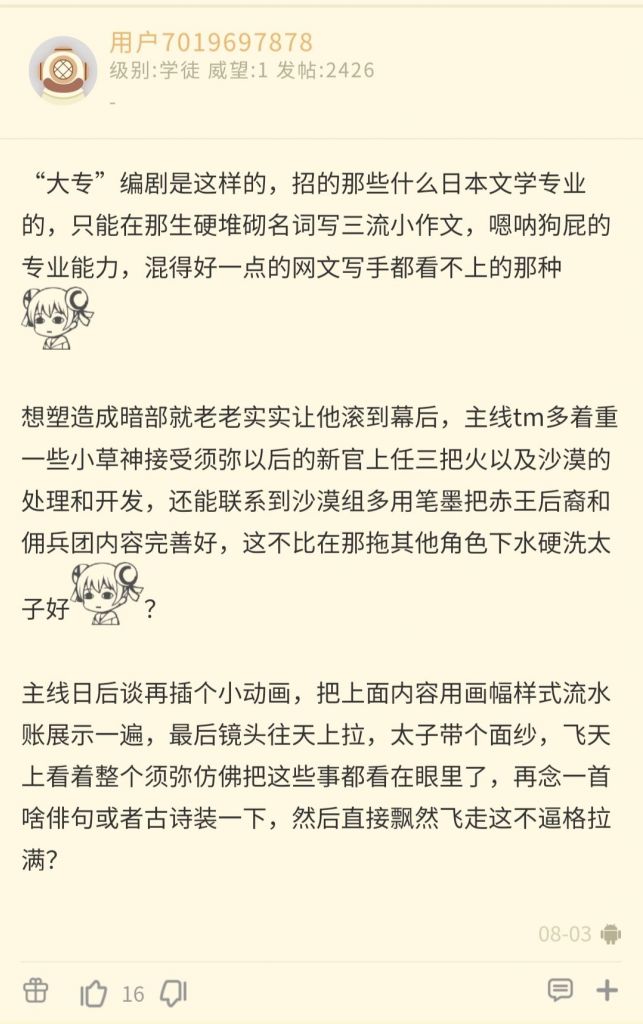 用户7019697878
级别:学徒 威望:1 发帖:2426
-
“大专”编剧是这样的，招的那些什么日本文学专业
的，只能在那生硬堆砌名词写三流小作文，嗯呐狗屁的
专业能力，混得好一点的网文写手都看不上的那种
想塑造成暗部就老老实实让他滚到幕后，主线tm多着重
一些小草神接受须弥以后的新官上任三把火以及沙漠的
处理和开发，还能联系到沙漠组多用笔墨把赤王后裔和
佣兵团内容完善好，这不比在那拖其他角色下水硬洗太
子好？
主线日后谈再插个小动画，把上面内容用画幅样式流水
账展示一遍，最后镜头往天上拉，太子带个面纱，飞天
上看着整个须弥仿佛把这些事都看在眼里了，再念一首
啥俳句或者古诗装一下，然后直接飘然飞走这不逼格拉
满？
08-03
16